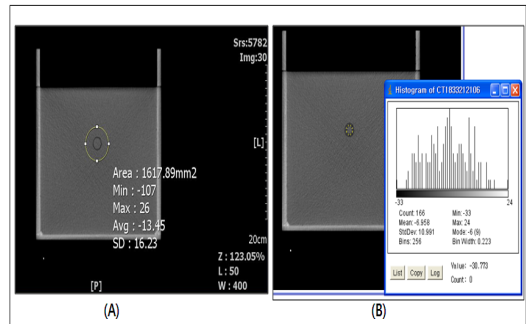 Srs:5782
Img:30
[L]
Area : 1617.89mm2
Min : -107
Max : 26
Avg : -13.45
SD : 16.23
20cm
Z : 123.05%
L : 50
W : 400
[P]
(A)
Histogram of CT1833212106
-33 24
Count: 166 Min: -33
Mean: -6.958 Max: 24
StdDev: 10.991 Mode: -6 (9)
Bins: 256 Bin Width: 0.223
List Copy Log Value: -30.773
Count: 0
(B)